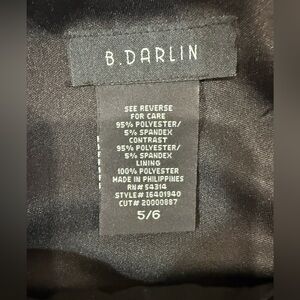 B.DARLIN
SEE REVERSE
FOR CARE
95% POLYESTER/
5% SPANDEX
CONTRAST
95% POLYESTER/
5% SPANDEX
LINING
100% POLYESTER
MADE IN PHILIPPINES
RN# 54314
STYLE# 16401940
CUT# 20000887
5/6